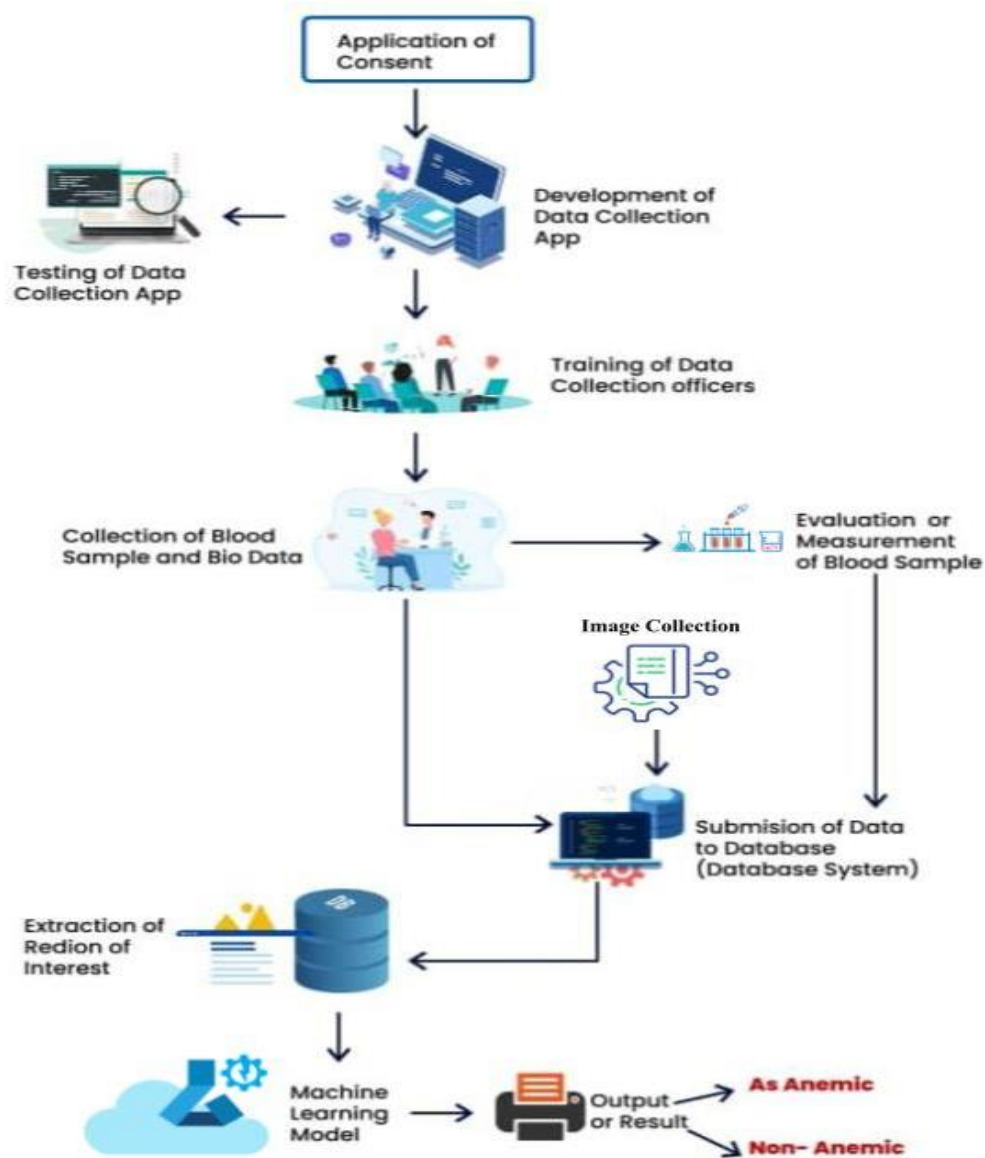 Application of
Consent
Development of
Data Collection
App
Testing of Data
Collection App
Training of Data
Collection officers
Collection of Blood
Sample and Bio Data
Evaluation or
Measurement
of Blood Sample
Image Collection
Submision of Data
to Database
(Database System)
DB
Extraction of
Redion of
Interest
Machine
Learning
Model
Output
or Result
As Anemic
Non- Anemic